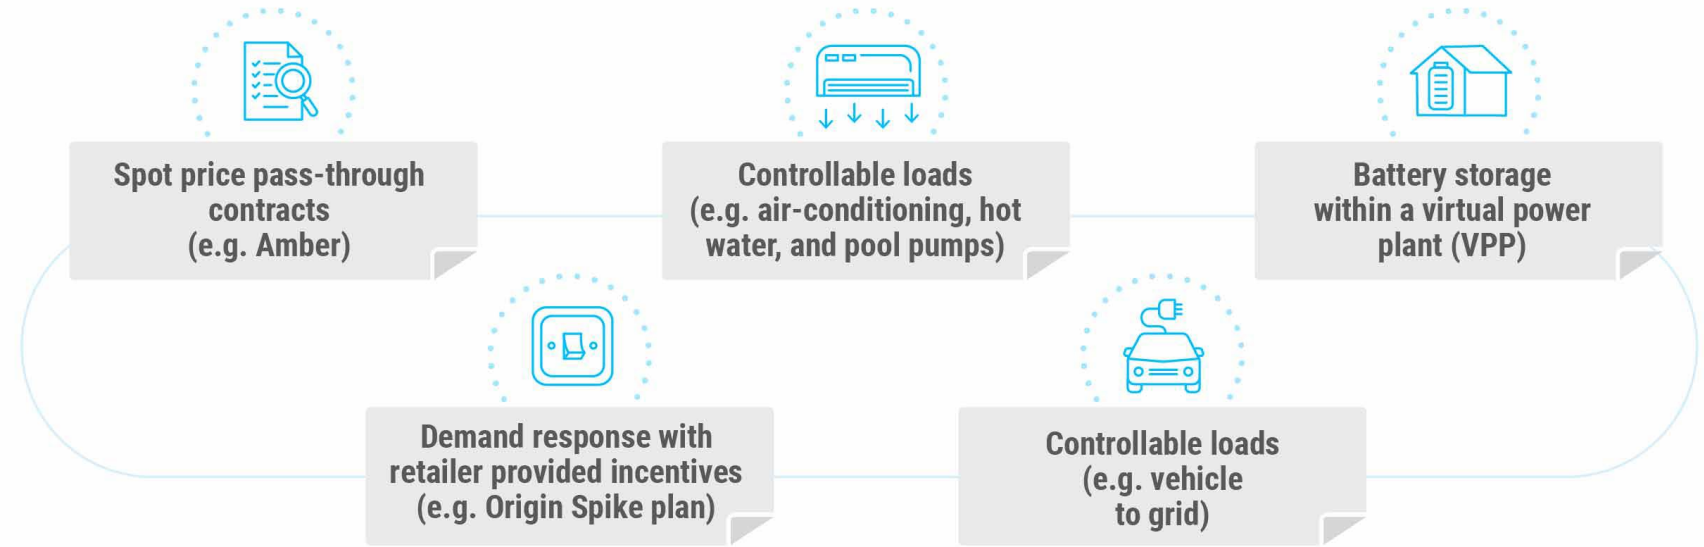 Spot price pass-through
contracts
(e.g. Amber)
Controllable loads
(e.g. air-conditioning, hot
water, and pool pumps)
Battery storage
within a virtual power
plant (VPP)
Demand response with
retailer provided incentives
(e.g. Origin Spike plan)
Controllable loads
(e.g. vehicle
to grid)